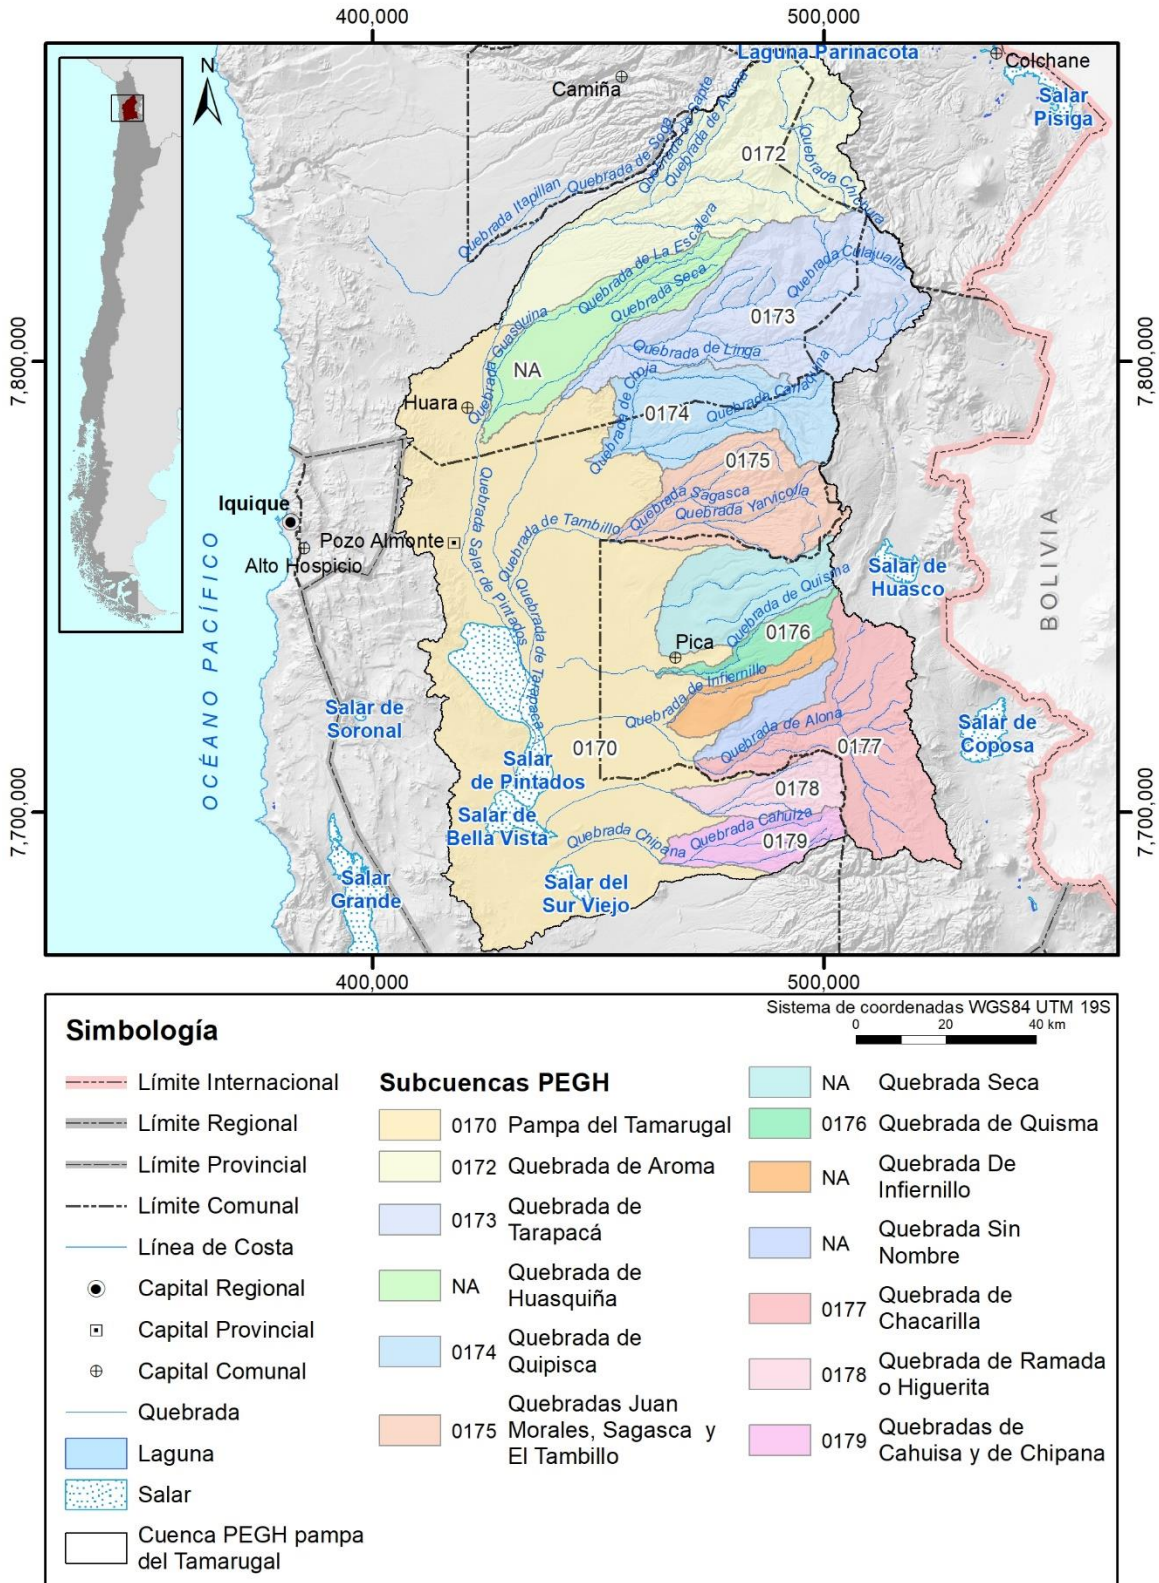 400,000
500,000
Laguna Parinacota
Colchane
N
Camiña
Salar
Pisiga
Quebrada de Sapte
Quebrada de Aroma
Quebrada de Soga
0172
Quebrada Chichura
Quebrada Itapillan
Quebrada de La Escalera
Quebrada Culajualla
Quebrada Seca
0173
Quebrada Guasquina
Quebrada de Linga
7,800,000
7,800,000
NA
Quebrada de Choja
Huara
0174
0175
Quebrada Sagasca
Quebrada Yarvicolla
Iquique
Quebrada de Tambillo
Pozo Almonte
Alto Hospicio
Quebrada Salar de Pintados
Quebrada de Tarapaca
Salar de
Huasco
BOLIVIA
Quebrada de Quisma
0176
Pica
OCÉANO PACÍFICO
Quebrada de Infiernillo
Salar de
Soronal
Quebrada de Alona
Salar de
Coposa
0170
0177
Salar
de Pintados
0178
Salar de
Bella Vista
7,700,000
7,700,000
Quebrada Cahuiza
Quebrada Chipana
0179
Salar
Grande
Salar del
Sur Viejo
400,000
500,000
Sistema de coordenadas WGS84 UTM 19S
0 20 40 km
Simbología
Límite Internacional
Límite Regional
Límite Provincial
Límite Comunal
Línea de Costa
Capital Regional
Capital Provincial
Capital Comunal
Quebrada
Laguna
Salar
Cuenca PEGH pampa
del Tamarugal
Subcuencas PEGH
0170 Pampa del Tamarugal
0172 Quebrada de Aroma
0173 Quebrada de
Tarapacá
NA Quebrada de
Huasquiña
0174 Quebrada de
Quipisca
0175 Quebradas Juan
Morales, Sagasca y
El Tambillo
NA Quebrada Seca
0176 Quebrada de Quisma
NA Quebrada De
Infiernillo
NA Quebrada Sin
Nombre
0177 Quebrada de
Chacarilla
0178 Quebrada de Ramada
o Higuerita
0179 Quebradas de
Cahuisa y de Chipana